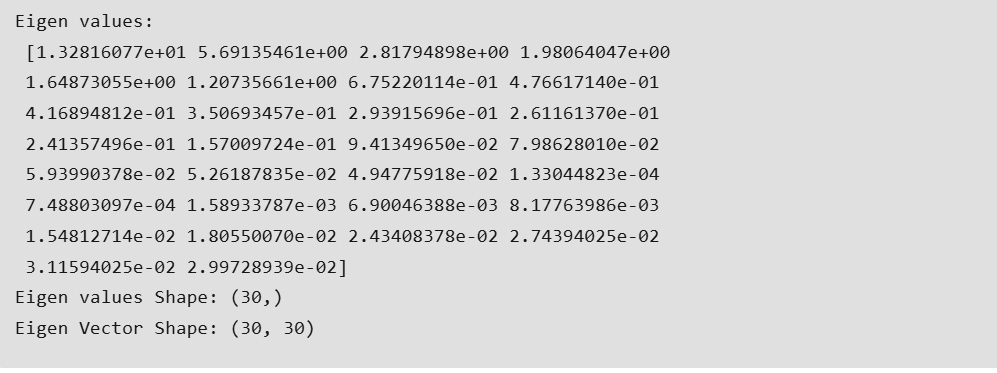 Eigen values:
[1.32816077e+01 5.69135461e+00 2.81794898e+00 1.98064047e+00
1.64873055e+00 1.20735661e+00 6.75220114e-01 4.76617140e-01
4.16894812e-01 3.50693457e-01 2.93915696e-01 2.61161370e-01
2.41357496e-01 1.57009724e-01 9.41349650e-02 7.98628010e-02
5.93990378e-02 5.26187835e-02 4.94775918e-02 1.33044823e-04
7.48803097e-04 1.58933787e-03 6.90046388e-03 8.17763986e-03
1.54812714e-02 1.80550070e-02 2.43408378e-02 2.74394025e-02
3.11594025e-02 2.99728939e-02]
Eigen values Shape: (30,)
Eigen Vector Shape: (30, 30)